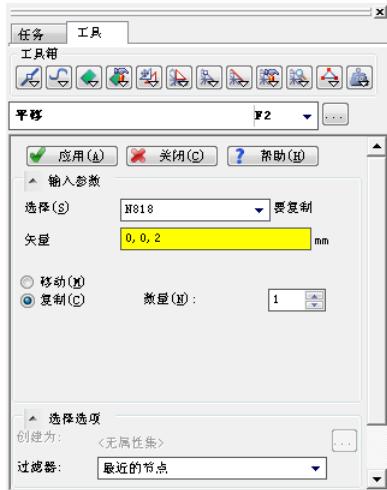 任务 工具
工具箱
平移 F2 ...
应用(A) 关闭(C) ? 帮助(H)
输入参数
选择(S) N818 要复制
矢量 0,0,2 mm
移动(M)
复制(C) 数量(N): 1
选择选项
创建为: <无属性集> ...
过滤器: 最近的节点